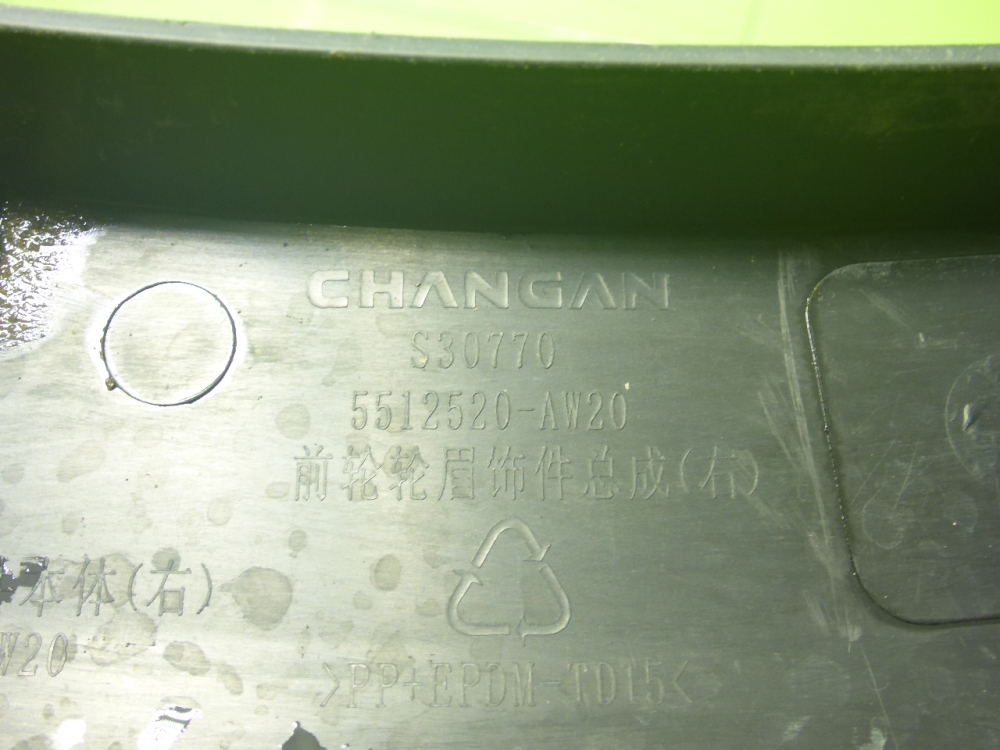 CHANGAN
S30770
5512520-AW20
前轮轮眉饰件总成(右)
本体(右)
W20
>PP+EPDM-TD15<